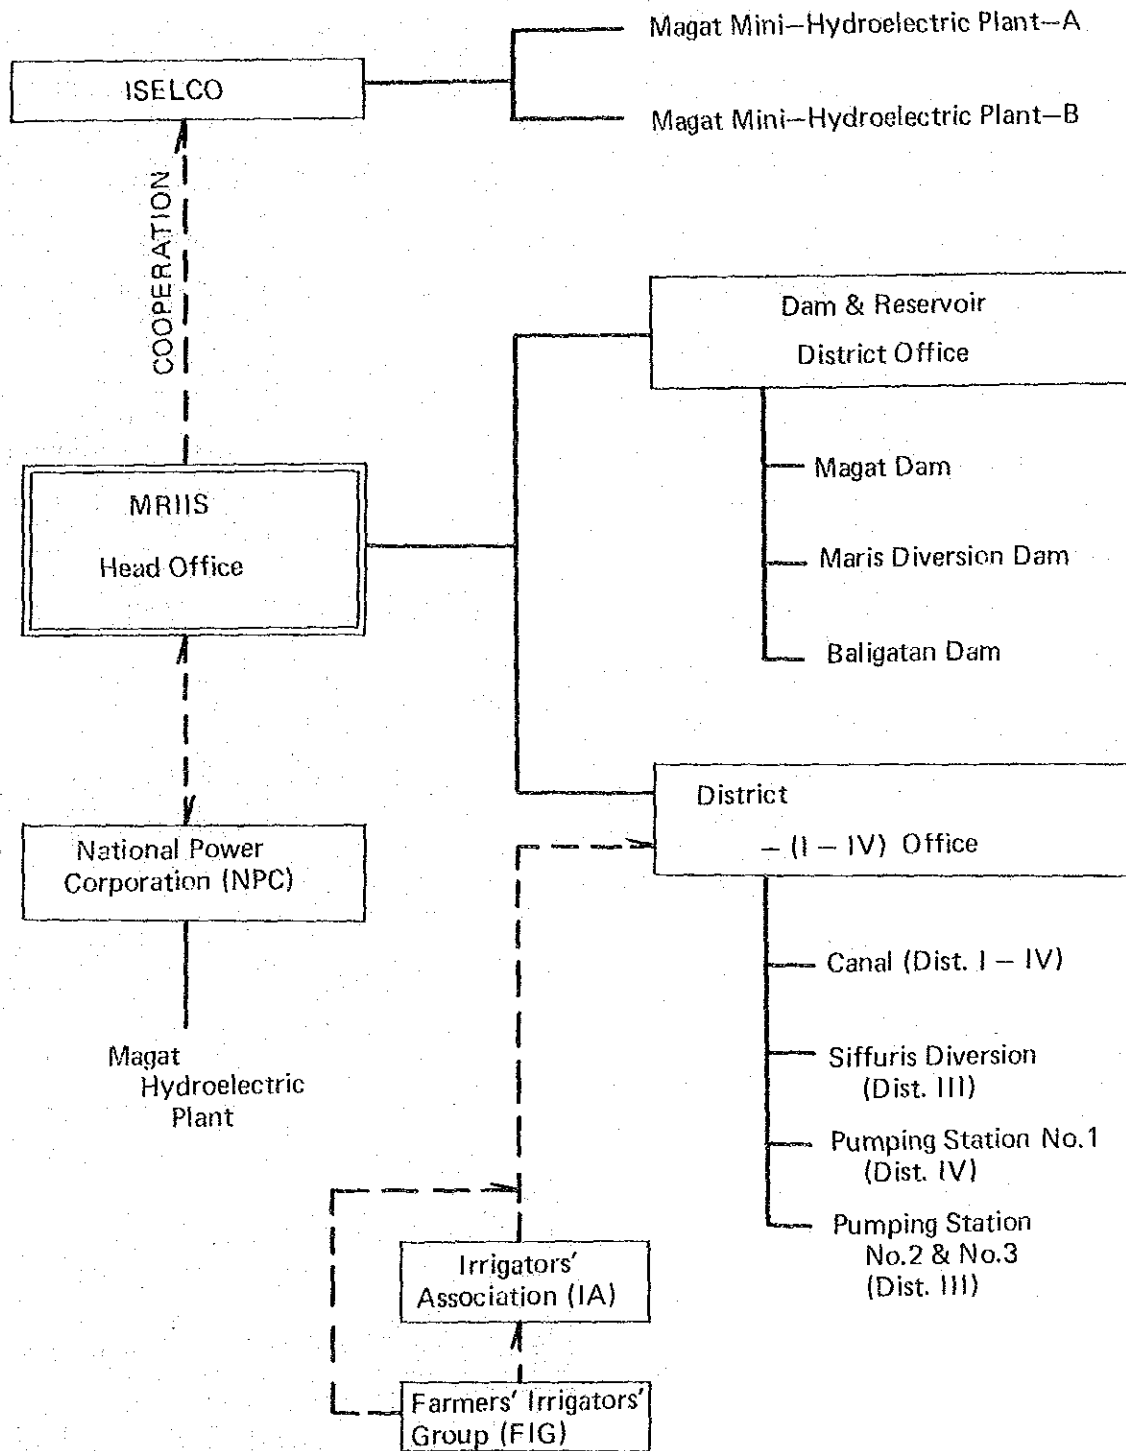 Magat Mini–Hydroelectric Plant–A
ISELCO
Magat Mini–Hydroelectric Plant–B
COOPERATION
Dam & Reservoir
District Office
Magat Dam
Maris Diversion Dam
Baligatan Dam
MRIIS
Head Office
National Power
Corporation (NPC)
Magat
Hydroelectric
Plant
District
– (I – IV) Office
Canal (Dist. I – IV)
Siffuris Diversion
(Dist. III)
Pumping Station No.1
(Dist. IV)
Pumping Station
No.2 & No.3
(Dist. III)
Irrigators'
Association (IA)
Farmers' Irrigators'
Group (FIG)